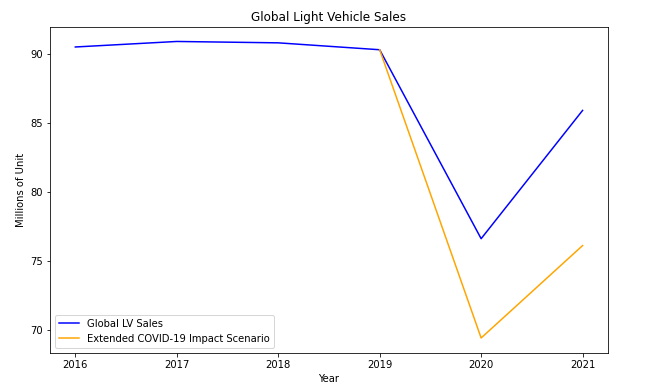 Global Light Vehicle Sales
Millions of Unit
90
85
80
75
70
Global LV Sales
Extended COVID-19 Impact Scenario
2016 2017 2018 2019 2020 2021
Year